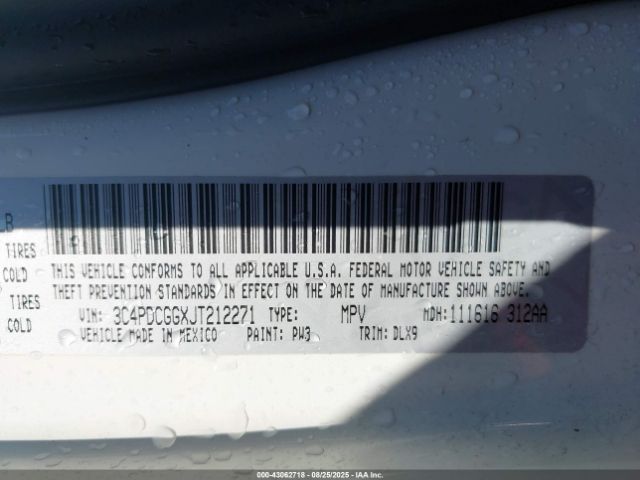 LB
TIRES
COLD
TIRES
COLD
THIS VEHICLE CONFORMS TO ALL APPLICABLE U.S.A. FEDERAL MOTOR VEHICLE SAFETY AND
THEFT PREVENTION STANDARDS IN EFFECT ON THE DATE OF MANUFACTURE SHOWN ABOVE.
VIN: 3C4PDCGGXJT212271 TYPE: MPV MDH: 111616 312AA
VEHICLE MADE IN MEXICO PAINT: PW3 TRIM: DLX9
000-43062718 - 08/25/2025 - IAA Inc.